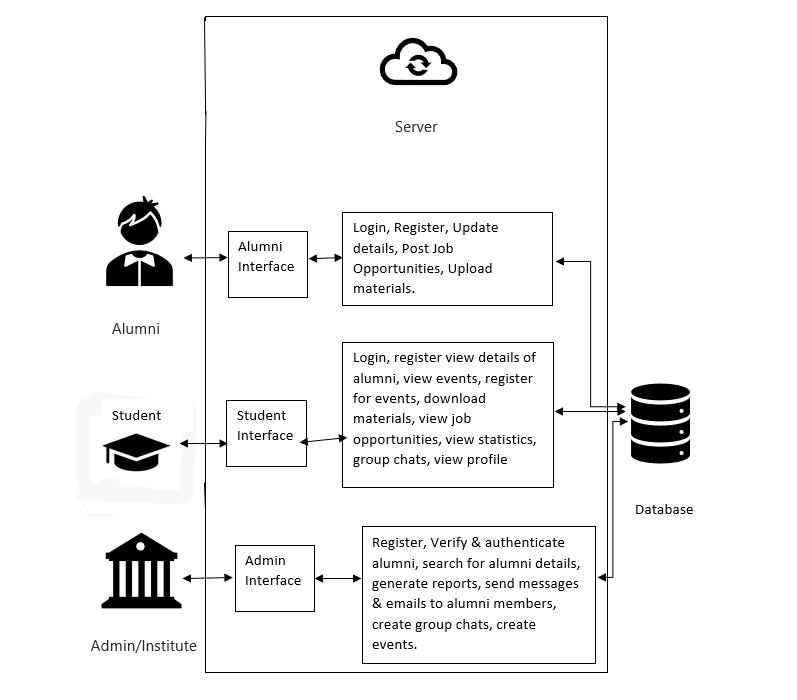 Server
Login, Register, Update
details, Post Job
Opportunities, Upload
materials.
Alumni
Interface
Alumni
Login, register view details of
alumni, view events, register
for events, download
materials, view job
opportunities, view statistics,
group chats, view profile
Student
Student
Interface
Database
Register, Verify & authenticate
alumni, search for alumni details,
generate reports, send messages
& emails to alumni members,
create group chats, create
events.
Admin
Interface
Admin/Institute